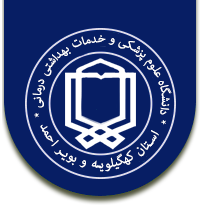 دانشگاه علوم پزشکی و خدمات بهداشتی درمانی
استان کهگیلویه و بویر احمد